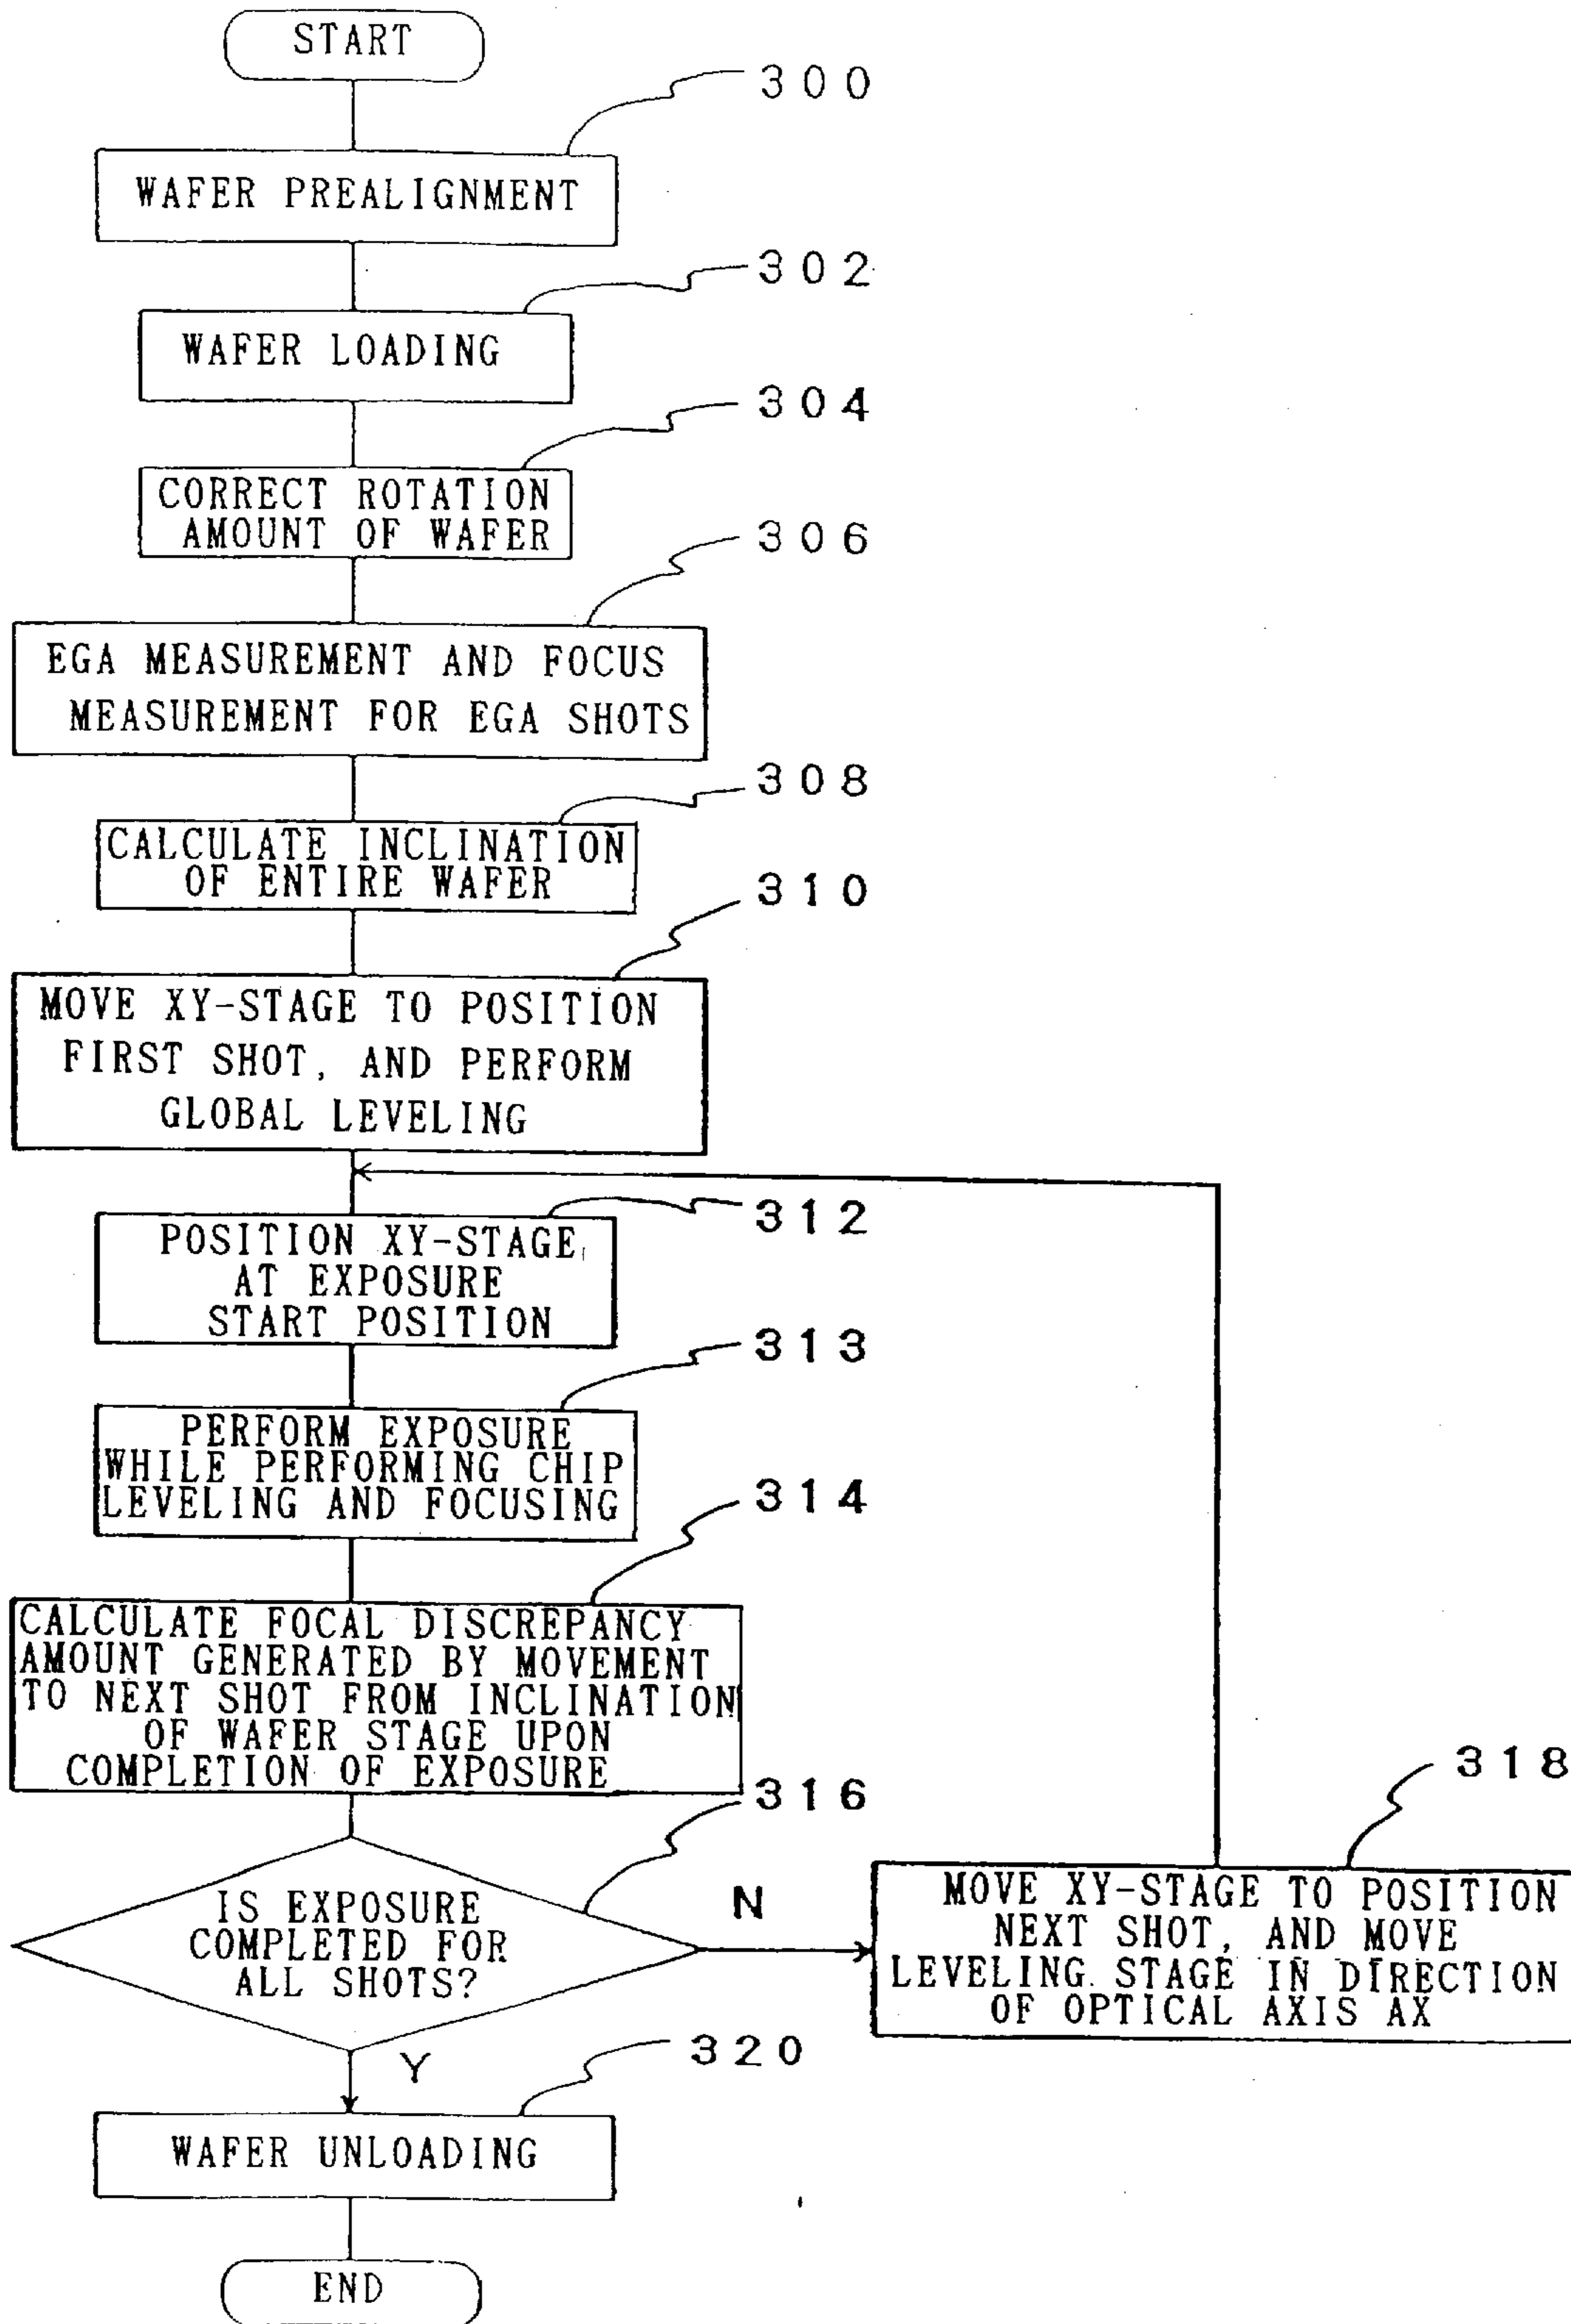 START
300
WAFER PREALIGNMENT
302
WAFER LOADING
304
CORRECT ROTATION
AMOUNT OF WAFER
306
EGA MEASUREMENT AND FOCUS
MEASUREMENT FOR EGA SHOTS
308
CALCULATE INCLINATION
OF ENTIRE WAFER
310
MOVE XY-STAGE TO POSITION
FIRST SHOT, AND PERFORM
GLOBAL LEVELING
312
POSITION XY-STAGE
AT EXPOSURE
START POSITION
313
PERFORM EXPOSURE
WHILE PERFORMING CHIP
LEVELING AND FOCUSING
314
CALCULATE FOCAL DISCREPANCY
AMOUNT GENERATED BY MOVEMENT
TO NEXT SHOT FROM INCLINATION
OF WAFER STAGE UPON
COMPLETION OF EXPOSURE
316
IS EXPOSURE
COMPLETED FOR
ALL SHOTS?
N
318
MOVE XY-STAGE TO POSITION
NEXT SHOT, AND MOVE
LEVELING STAGE IN DIRECTION
OF OPTICAL AXIS AX
Y
320
WAFER UNLOADING
END